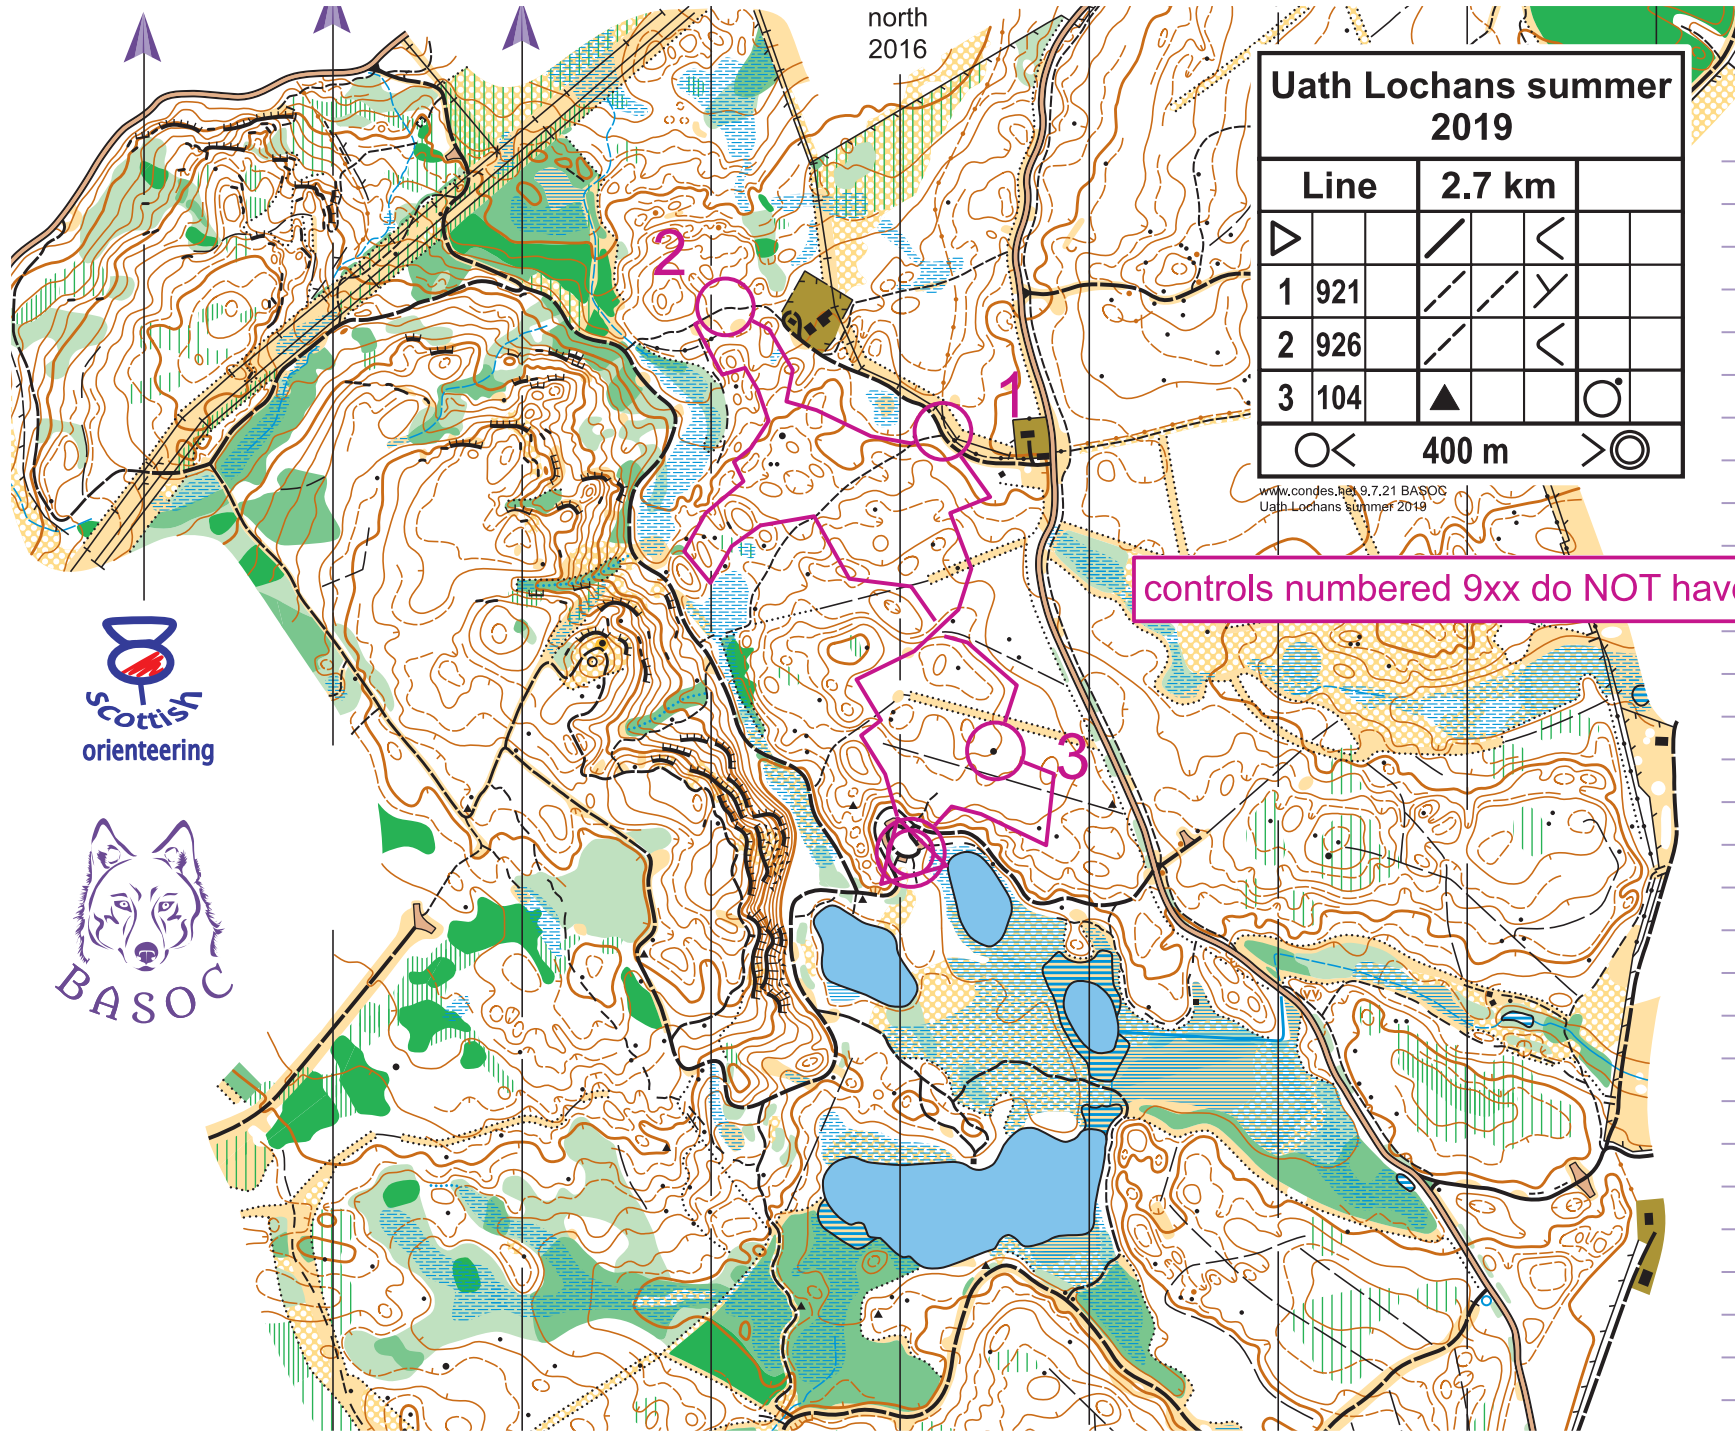 north
2016
Uath Lochans summer
2019
Line 2.7 km
1 921
2 926
3 104
400 m
www.condes.net 9.7.21 BASOC
Uath Lochans summer 2019
controls numbered 9xx do NOT have
2
1
3
scottish
orienteering
BASOC